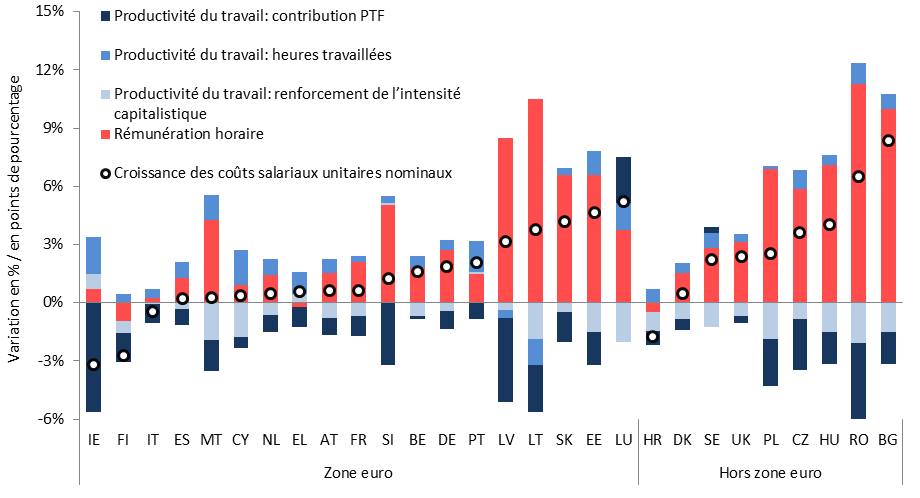 Variation en % / en points de pourcentage
15%
12%
9%
6%
3%
0%
-3%
-6%
Productivité du travail: contribution PTF
Productivité du travail: heures travaillées
Productivité du travail: renforcement de l'intensité
capitalistique
Rémunération horaire
Croissance des coûts salariaux unitaires nominaux
IE FI IT ES MT CY NL EL AT FR SI BE DE PT LV LT SK EE LU HR DK SE UK PL CZ HU RO BG
Zone euro Hors zone euro